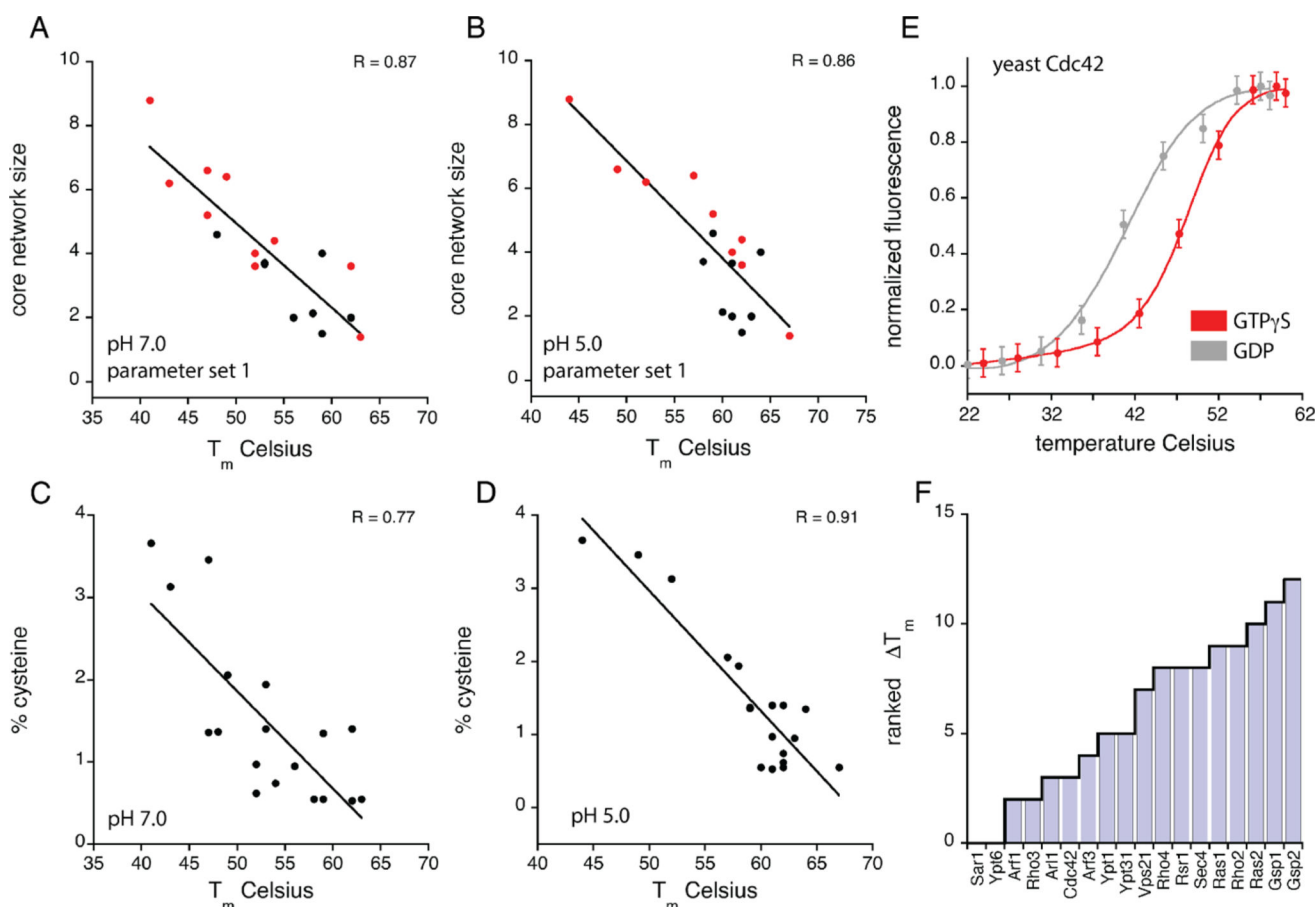 A
R = 0.87
10
8
6
4
2
0
core network size
pH 7.0
parameter set 1
35 40 45 50 55 60 65 70
Tm Celsius
B
R = 0.86
10
8
6
4
2
0
core network size
pH 5.0
parameter set 1
45 50 55 60 65 70 75
Tm Celsius
E
yeast Cdc42
1.0
0.8
0.6
0.4
0.2
0.0
normalized fluorescence
GTPγS
GDP
22 32 42 52 62
temperature Celsius
C
R = 0.77
4
3
2
1
0
% cysteine
pH 7.0
35 40 45 50 55 60 65 70
Tm Celsius
D
R = 0.91
4
3
2
1
0
% cysteine
pH 5.0
40 45 50 55 60 65 70
Tm Celsius
F
15
10
5
0
ranked ΔTm
Sar1
Ypt6
Arf1
Rho3
Arl1
Cdc42
Arf3
Ypt1
Ypt31
Vps21
Rho4
Rsr1
Sec4
Ras1
Rho2
Ras2
Gsp1
Gsp2